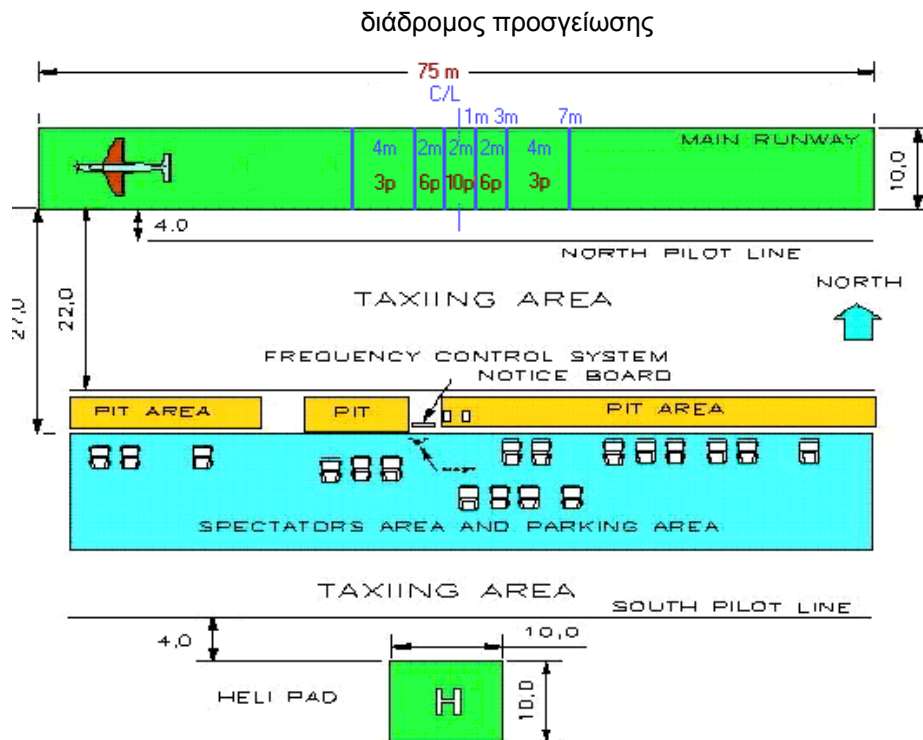 διάδρομος προσγείωσης
75 m
C/L
1m 3m 7m
4m 2m 2m 2m 4m MAIN RUNWAY
3p 6p 10p 6p 3p
10,0
4.0
NORTH PILOT LINE
TAXIING AREA
NORTH
27,0
22,0
FREQUENCY CONTROL SYSTEM
NOTICE BOARD
PIT AREA PIT PIT AREA
SPECTATORS AREA AND PARKING AREA
TAXIING AREA
SOUTH PILOT LINE
4,0
10,0
HELI PAD
H
10,0